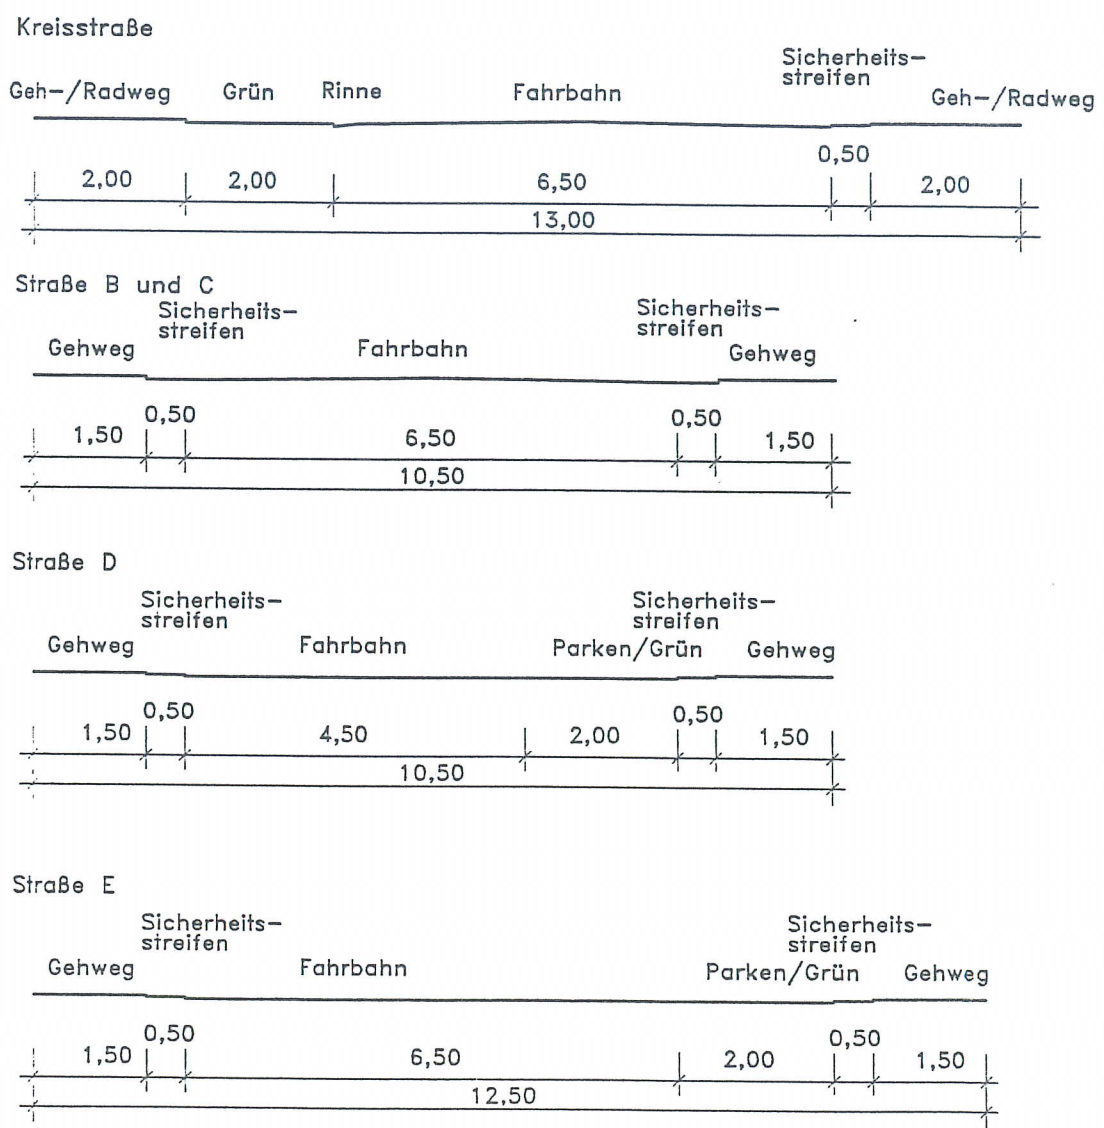 Kreisstraße
Sicherheits-
streifen
Geh-/Radweg Grün Rinne Fahrbahn Geh-/Radweg
0,50
2,00 2,00 6,50 2,00
13,00
Straße B und C
Sicherheits-
streifen
Sicherheits-
streifen
Gehweg Fahrbahn Gehweg
0,50 0,50
1,50 6,50 1,50
10,50
Straße D
Sicherheits-
streifen
Sicherheits-
streifen
Gehweg Fahrbahn Parken/Grün Gehweg
0,50 0,50
1,50 4,50 2,00 1,50
10,50
Straße E
Sicherheits-
streifen
Sicherheits-
streifen
Gehweg Fahrbahn Parken/Grün Gehweg
0,50 0,50
1,50 6,50 2,00 1,50
12,50